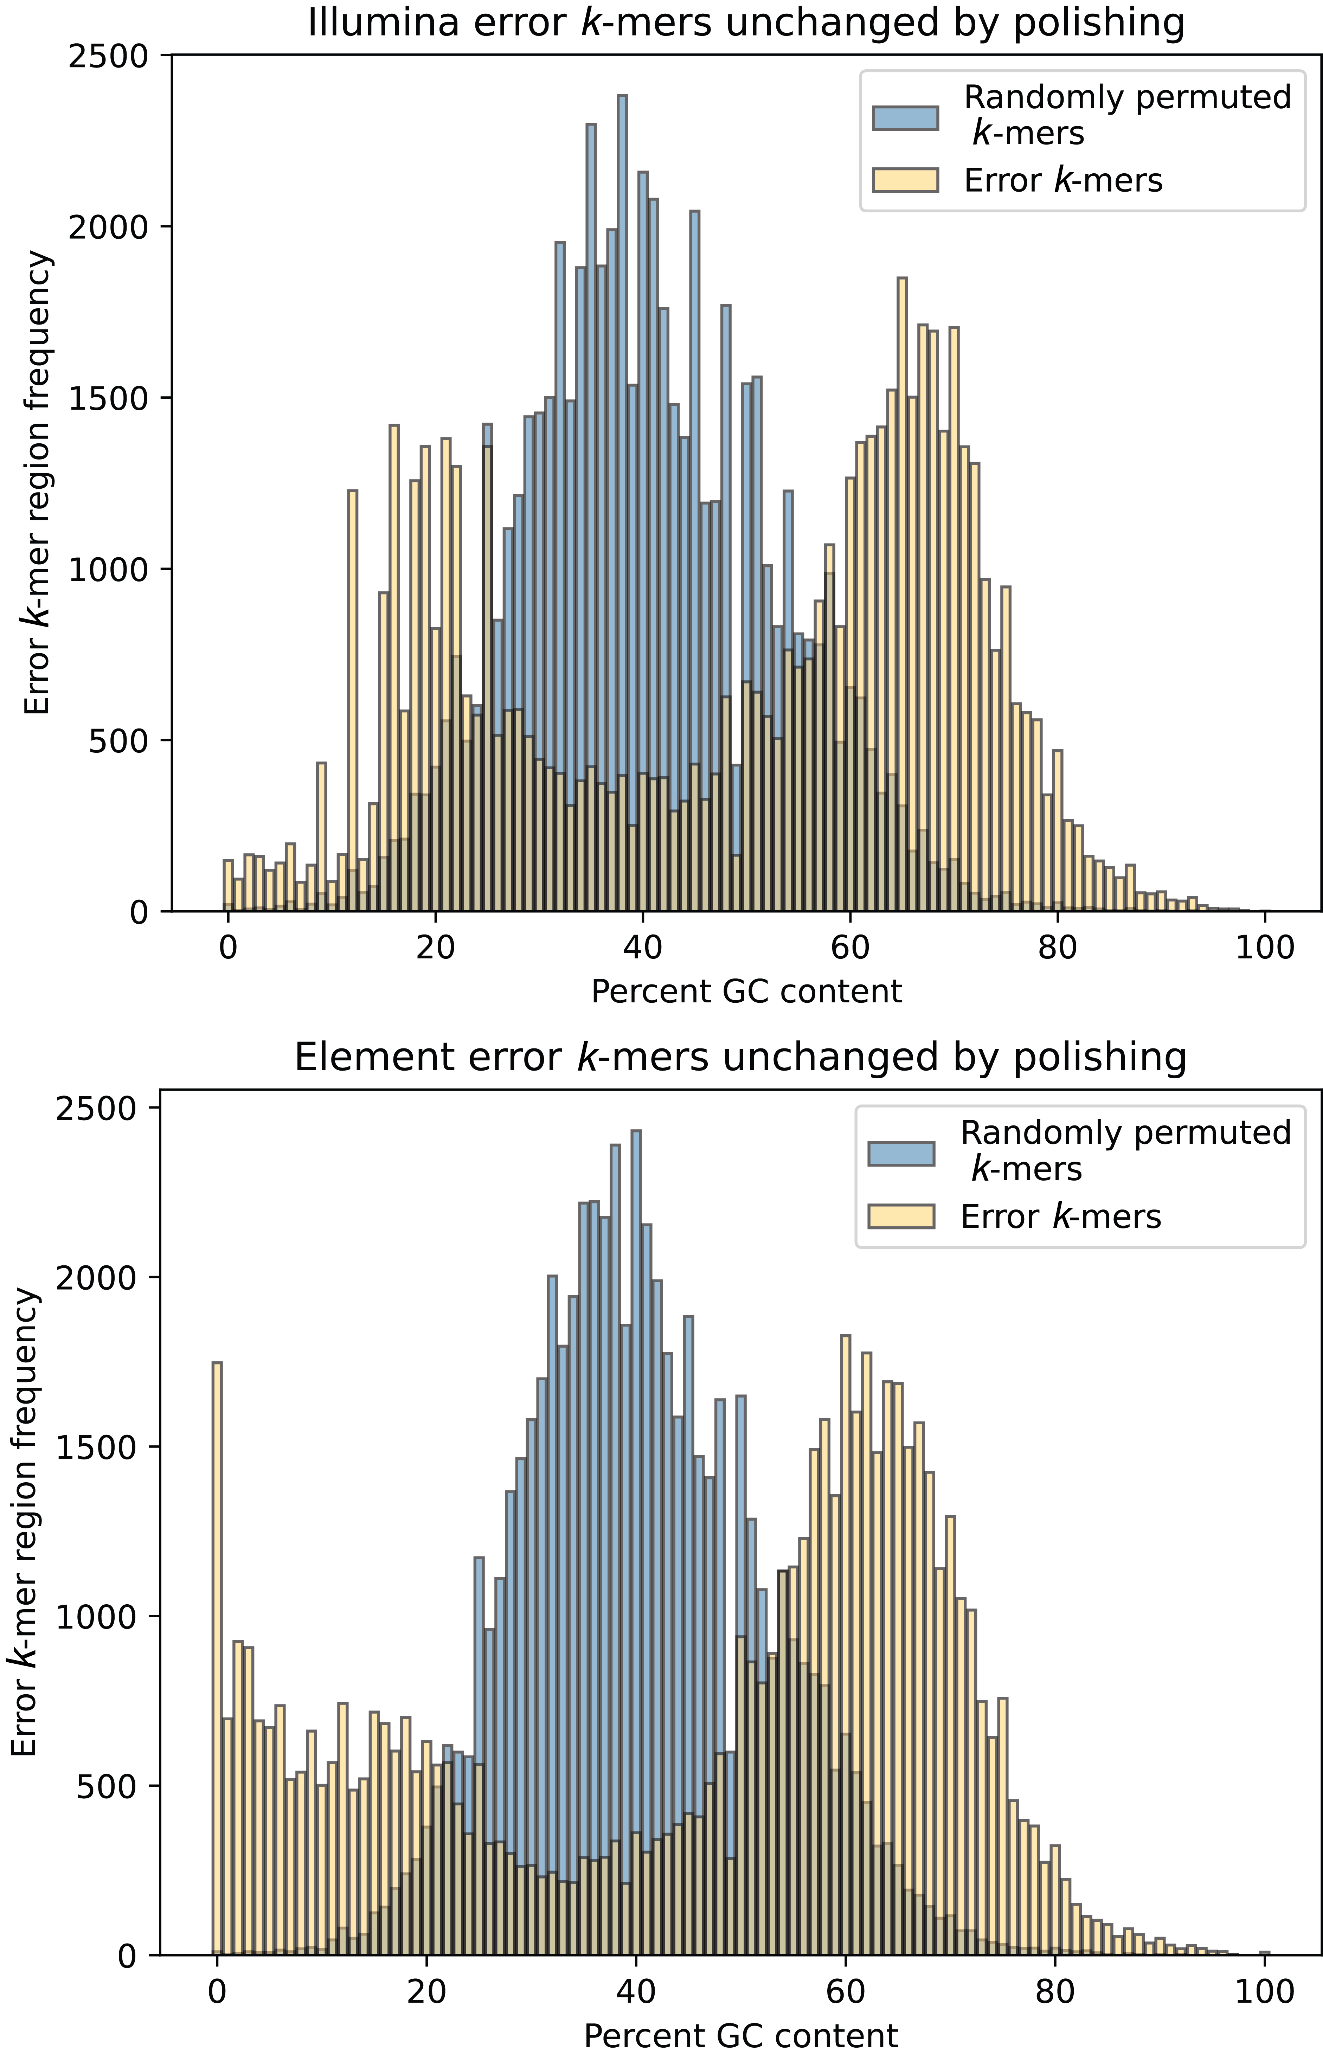 Illumina error k-mers unchanged by polishing
2500
2000
1500
1000
500
0
Error k-mer region frequency
Randomly permuted
k-mers
Error k-mers
0 20 40 60 80 100
Percent GC content
Element error k-mers unchanged by polishing
2500
2000
1500
1000
500
0
Error k-mer region frequency
Randomly permuted
k-mers
Error k-mers
0 20 40 60 80 100
Percent GC content